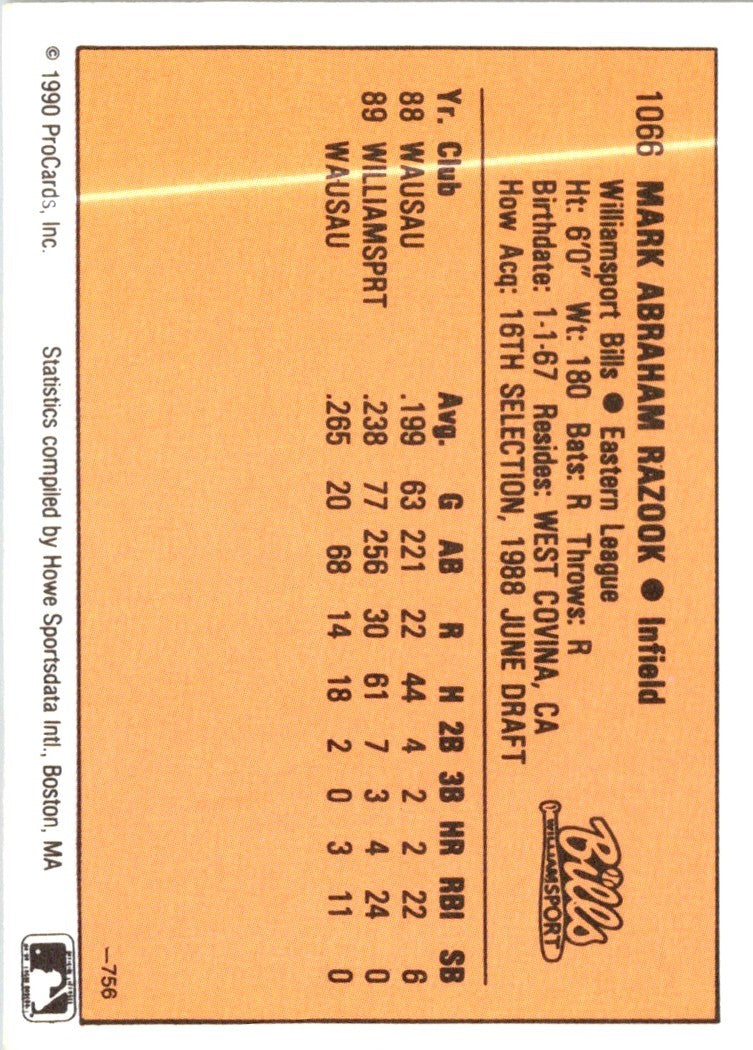 1066 MARK ABRAHAM RAZOOK ● Infield
Williamsport Bills ● Eastern League
Ht: 6'0" Wt: 180 Bats: R Throws: R
Birthdate: 1-1-67 Resides: WEST COVINA, CA
How Acq: 16TH SELECTION, 1988 JUNE DRAFT
Bills
WILLIAMSPORT
Yr. Club Avg. G AB R H 2B 3B HR RBI SB
88 WAUSAU .199 63 221 22 44 4 2 2 22 6
89 WILLIAMSPRT .238 77 256 30 61 7 3 4 24 0
WAUSAU .265 20 68 14 18 2 0 3 11 0
—756
© 1990 ProCards, Inc. Statistics compiled by Howe Sportsdata Intl., Boston, MA